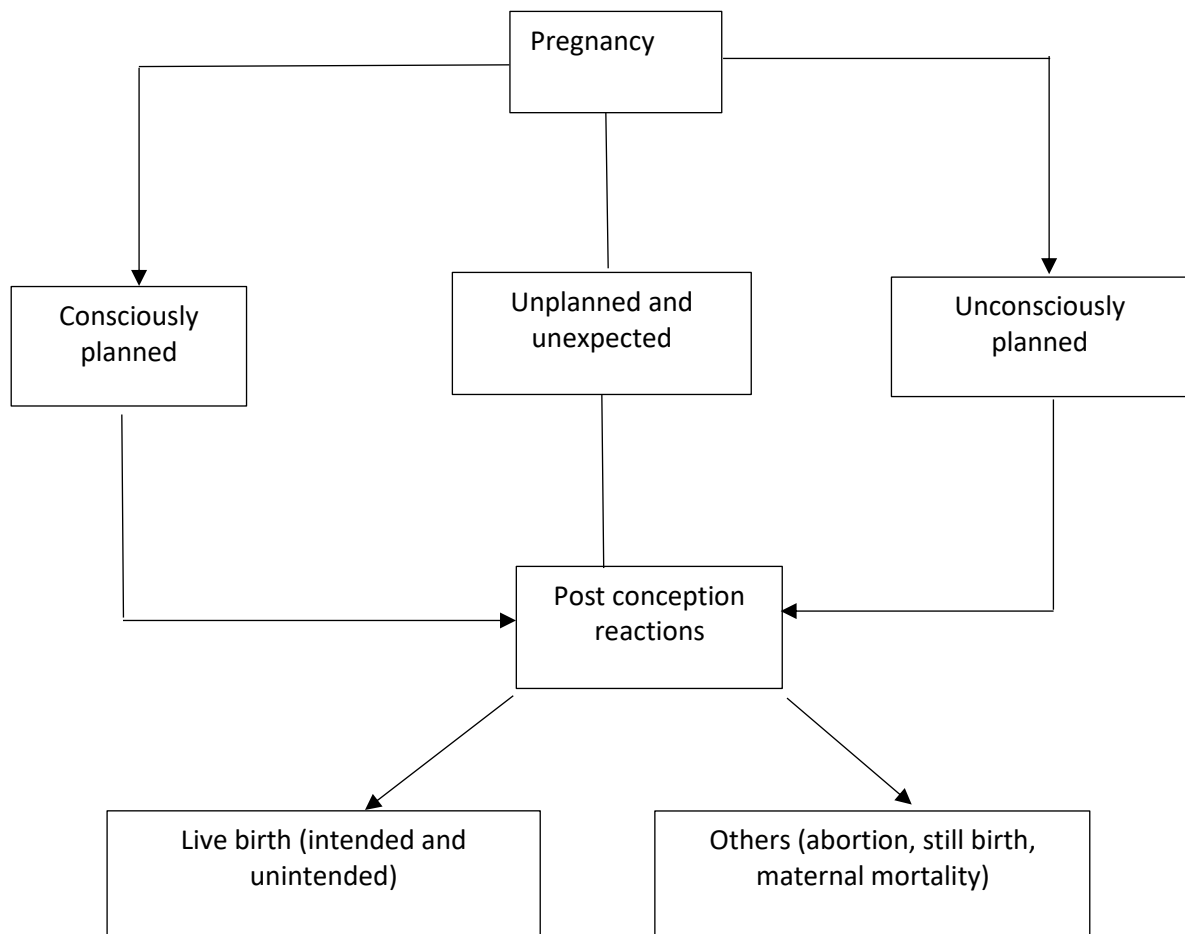 Pregnancy
Consciously
planned
Unplanned and
unexpected
Unconsciously
planned
Post conception
reactions
Live birth (intended and
unintended)
Others (abortion, still birth,
maternal mortality)